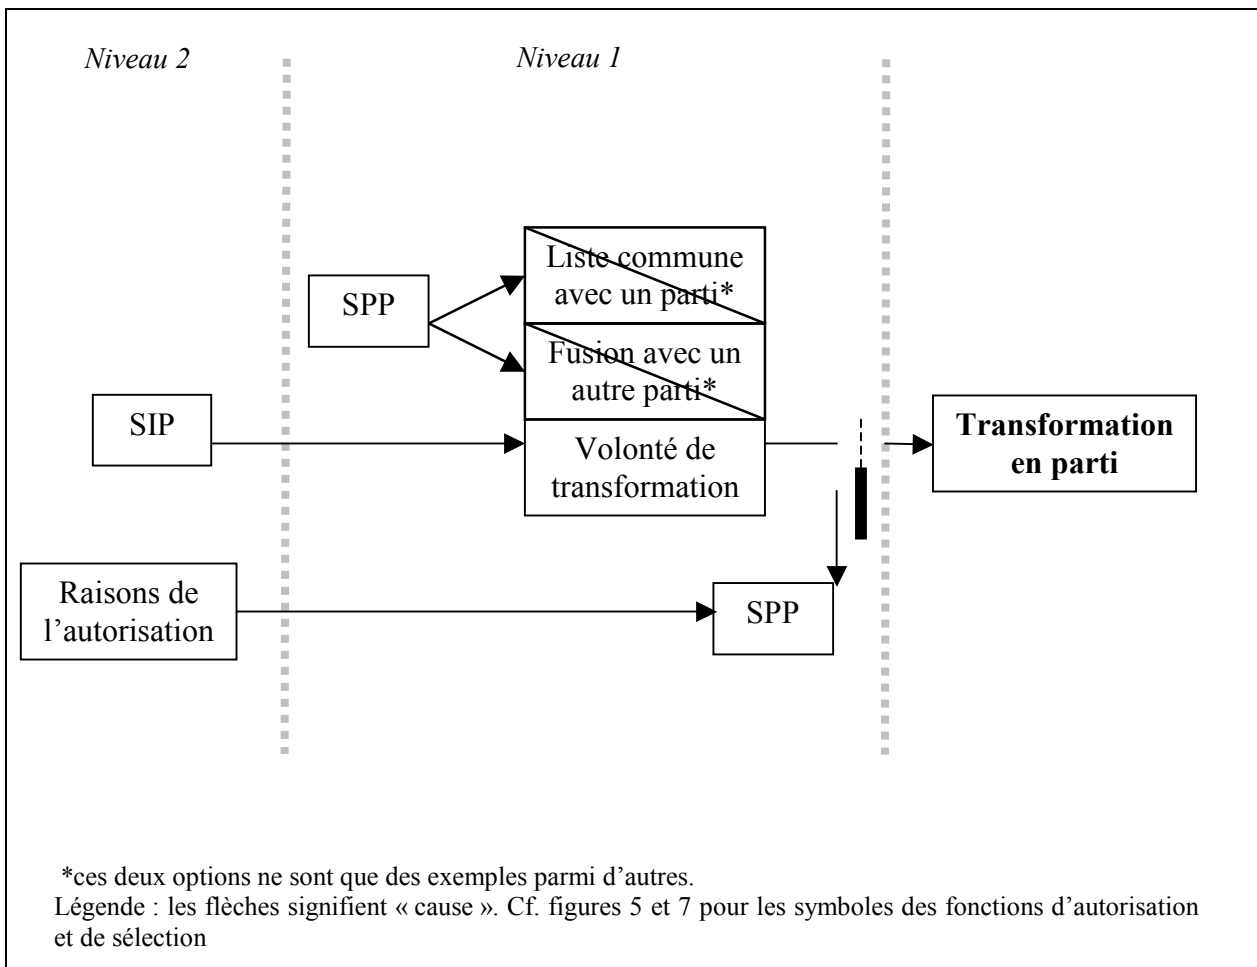 Niveau 2
Niveau 1
Liste commune
avec un parti*
SPP
Fusion avec un
autre parti*
SIP
Volonté de
transformation
Transformation
en parti
Raisons de
l’autorisation
SPP
*ces deux options ne sont que des exemples parmi d’autres.
Légende : les flèches signifient « cause ». Cf. figures 5 et 7 pour les symboles des fonctions d’autorisation
et de sélection